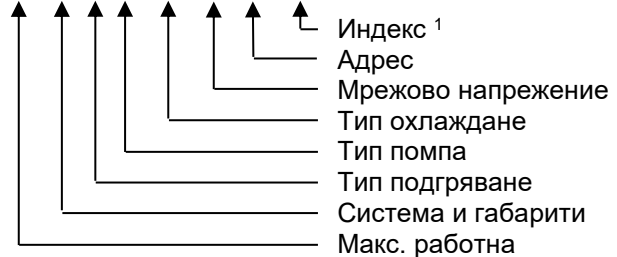 Индекс ¹
Адрес
Мрежово напрежение
Тип охлаждане
Тип помпа
Тип подгряване
Система и габарити
Макс. работна